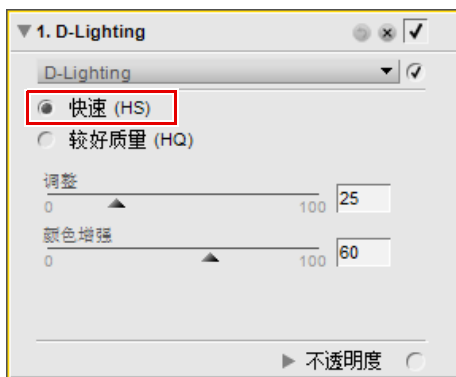 1. D-Lighting
D-Lighting
快速 (HS)
较好质量 (HQ)
调整
0 100 25
颜色增强
0 100 60
不透明度